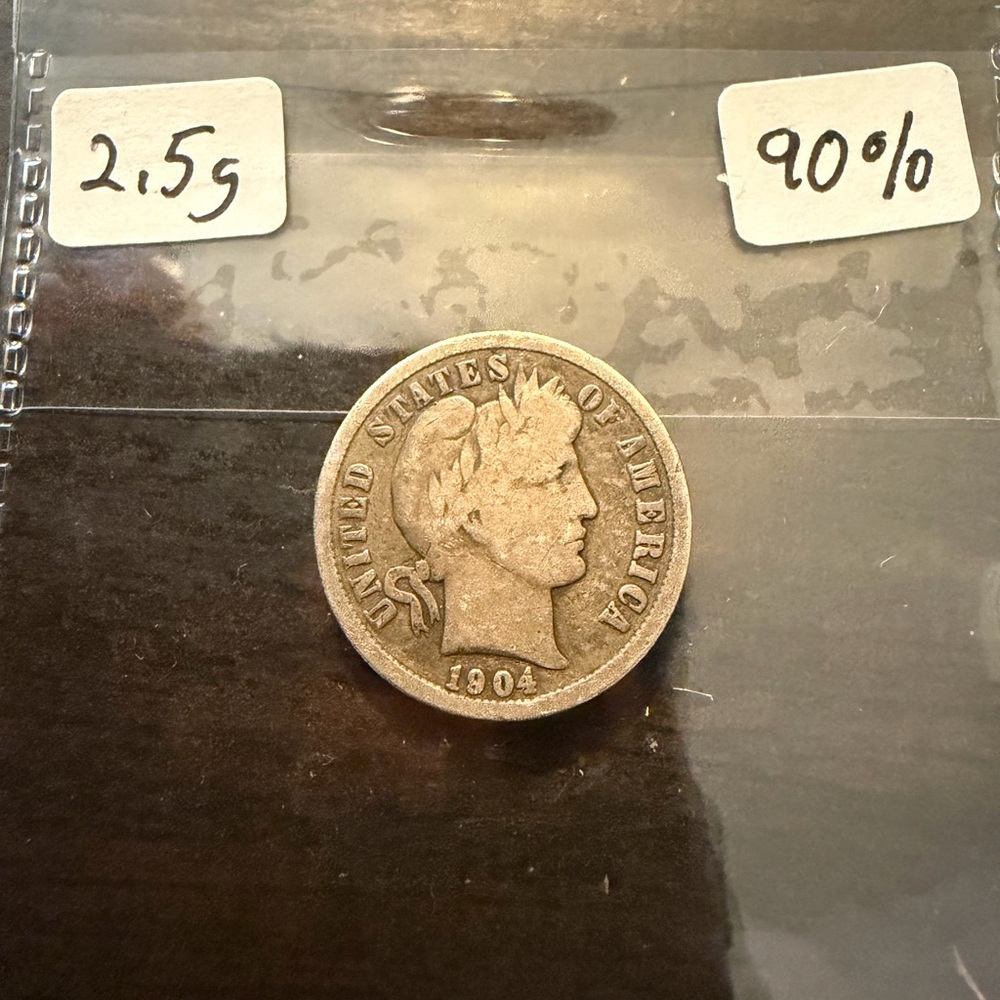 2.5g
90%
UNITED STATES OF AMERICA
1904